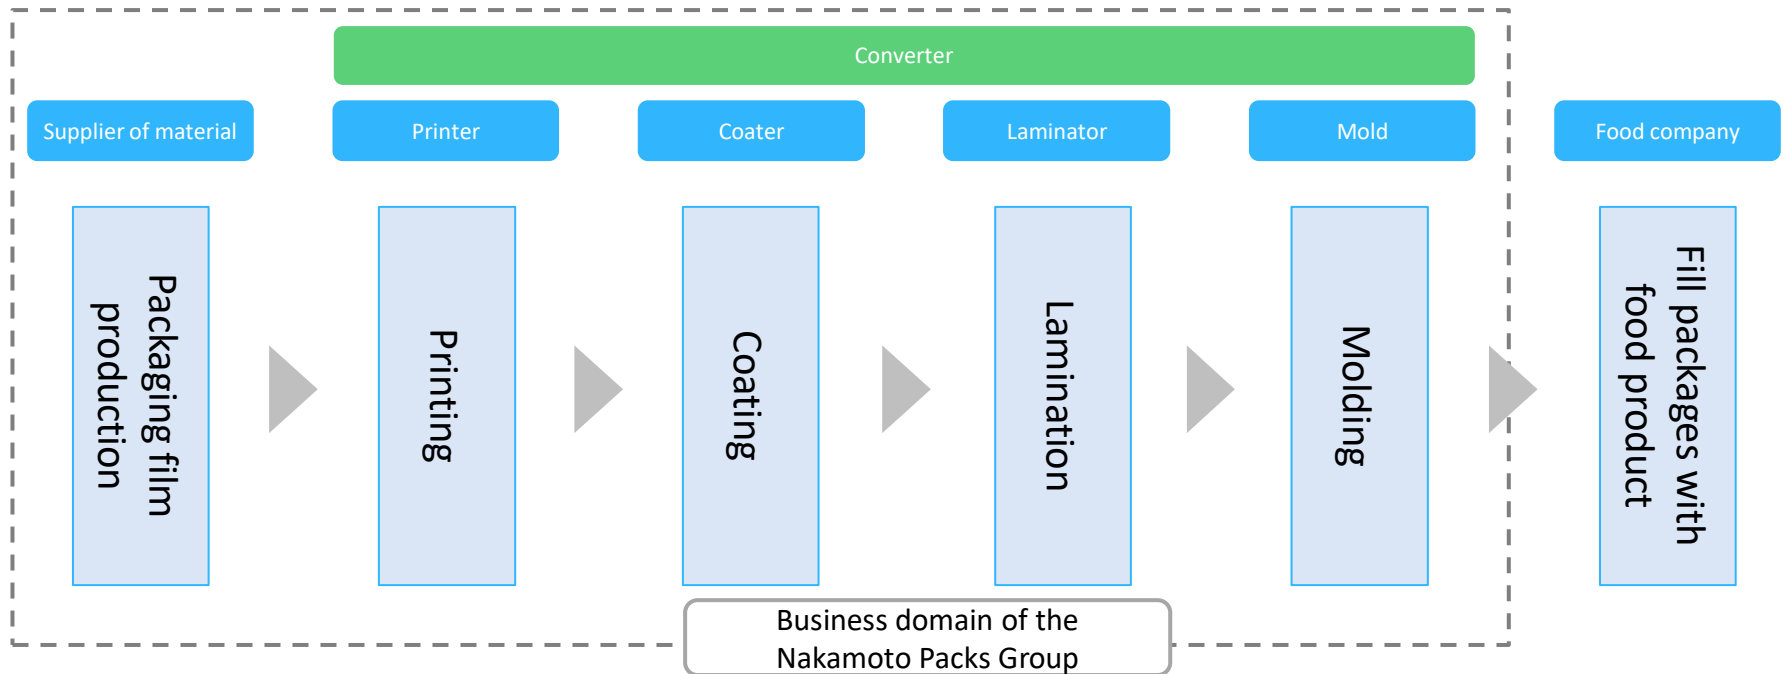 Converter
Supplier of material
Printer
Coater
Laminator
Mold
Food company
Packaging film
production
Printing
Coating
Lamination
Molding
Fill packages with
food product
Business domain of the
Nakamoto Packs Group